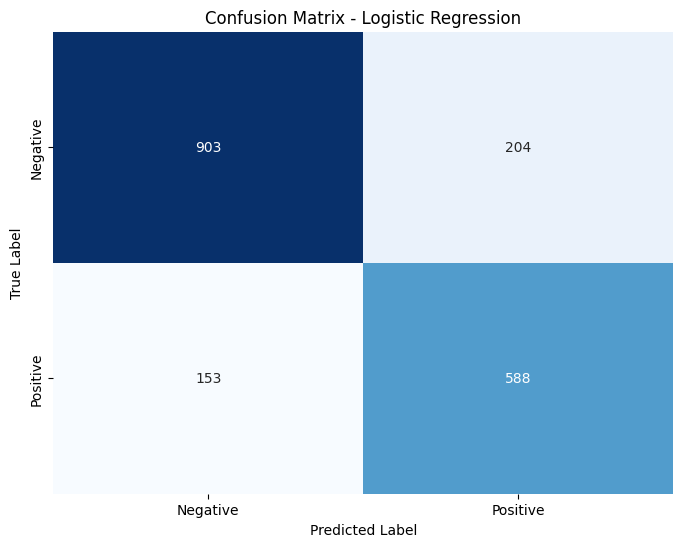 Confusion Matrix - Logistic Regression
True Label
Negative
903
204
Positive
153
588
Negative
Positive
Predicted Label